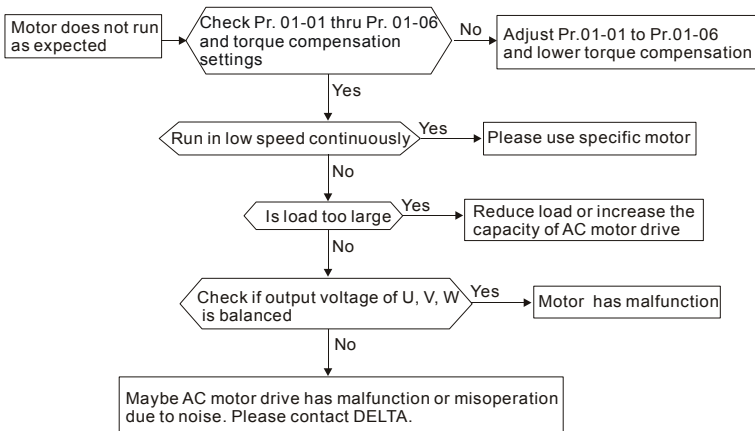 Motor does not run
as expected
Check Pr. 01-01 thru Pr. 01-06
and torque compensation
settings
No
Adjust Pr.01-01 to Pr.01-06
and lower torque compensation
Yes
Run in low speed continuously
Yes
Please use specific motor
No
Is load too large
Yes
Reduce load or increase the
capacity of AC motor drive
No
Check if output voltage of U, V, W
is balanced
Yes
Motor has malfunction
No
Maybe AC motor drive has malfunction or misoperation
due to noise. Please contact DELTA.